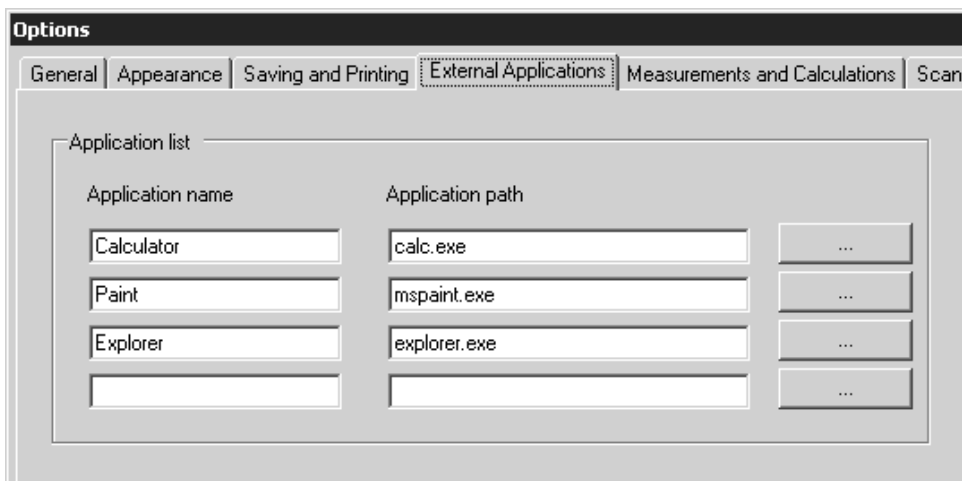 Options
General Appearance Saving and Printing External Applications Measurements and Calculations Scan
Application list
Application name Application path
Calculator calc.exe ...
Paint mspaint.exe ...
Explorer explorer.exe ...
...